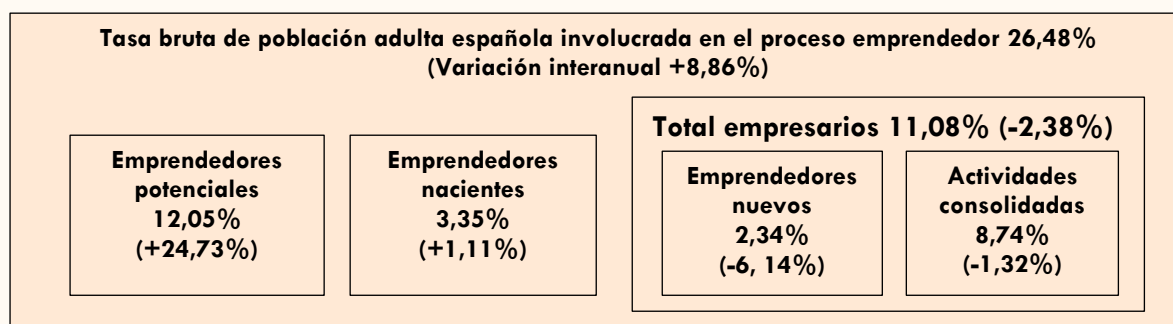 Tasa bruta de población adulta española involucrada en el proceso emprendedor 26,48%
(Variación interanual +8,86%)
Emprendedores
potenciales
12,05%
(+24,73%)
Emprendedores
nacientes
3,35%
(+1,11%)
Total empresarios 11,08% (-2,38%)
Emprendedores
nuevos
2,34%
(-6, 14%)
Actividades
consolidadas
8,74%
(-1,32%)